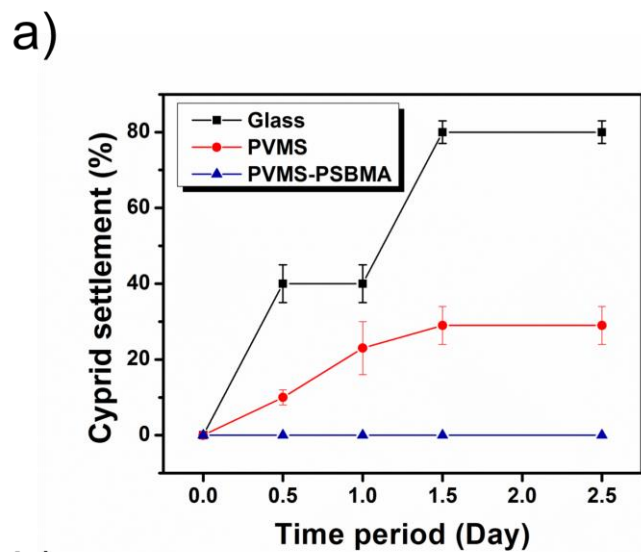 a)
Glass
PVMS
PVMS-PSBMA
Cyprid settlement (%)
80
60
40
20
0
0.0 0.5 1.0 1.5 2.0 2.5
Time period (Day)